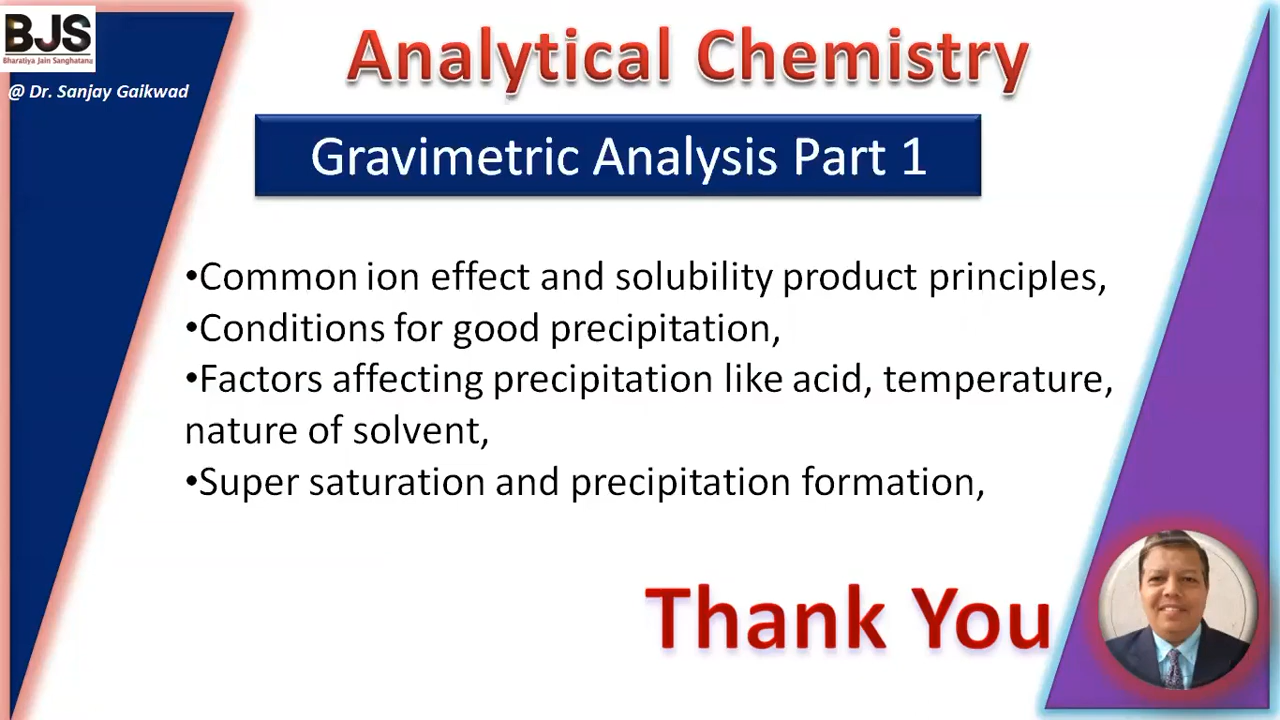 BJS
Bharatiya Jain Sanghatana
@ Dr. Sanjay Gaikwad
Analytical Chemistry
Gravimetric Analysis Part 1
•Common ion effect and solubility product principles,
•Conditions for good precipitation,
•Factors affecting precipitation like acid, temperature,
nature of solvent,
•Super saturation and precipitation formation,
Thank You